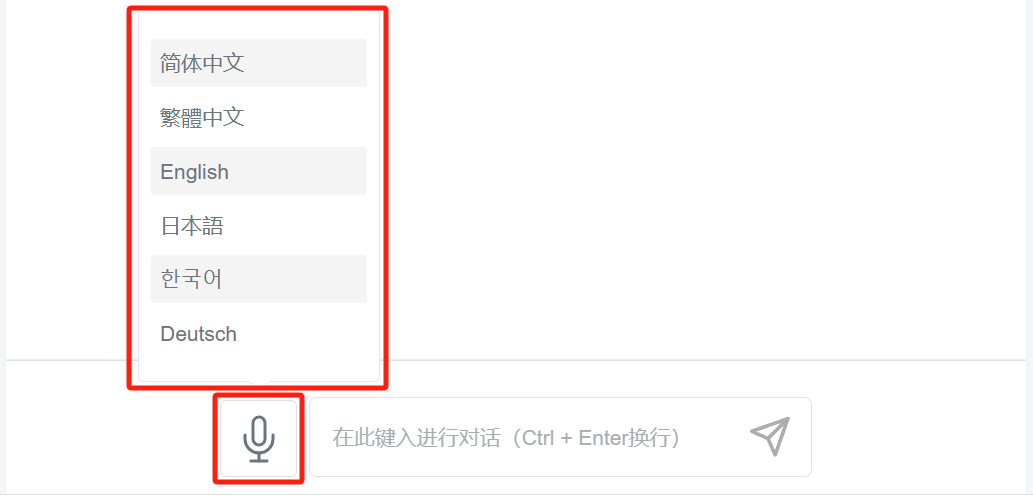 简体中文
繁體中文
English
日本語
한국어
Deutsch
在此键入进行对话（Ctrl + Enter换行）